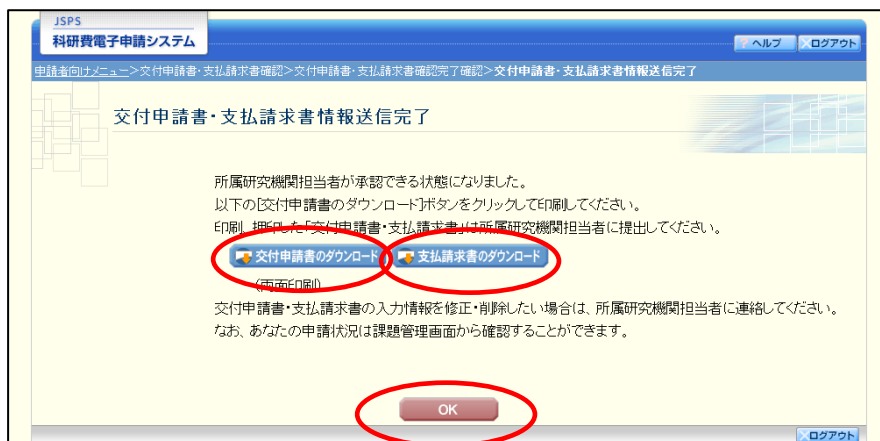 JSPS
科研費電子申請システム
? ヘルプ ×ログアウト
申請者向けメニュー>交付申請書・支払請求書確認>交付申請書・支払請求書確認完了確認>交付申請書・支払請求書情報送信完了
交付申請書・支払請求書情報送信完了
所属研究機関担当者が承認できる状態になりました。
以下の[交付申請書のダウンロード]ボタンをクリックして印刷してください。
印刷、押印した「交付申請書・支払請求書」は所属研究機関担当者に提出してください。
交付申請書のダウンロード 支払請求書のダウンロード
(両面印刷)
交付申請書・支払請求書の入力情報を修正・削除したい場合は、所属研究機関担当者に連絡してください。
なお、あなたの申請状況は課題管理画面から確認することができます。
OK
×ログアウト